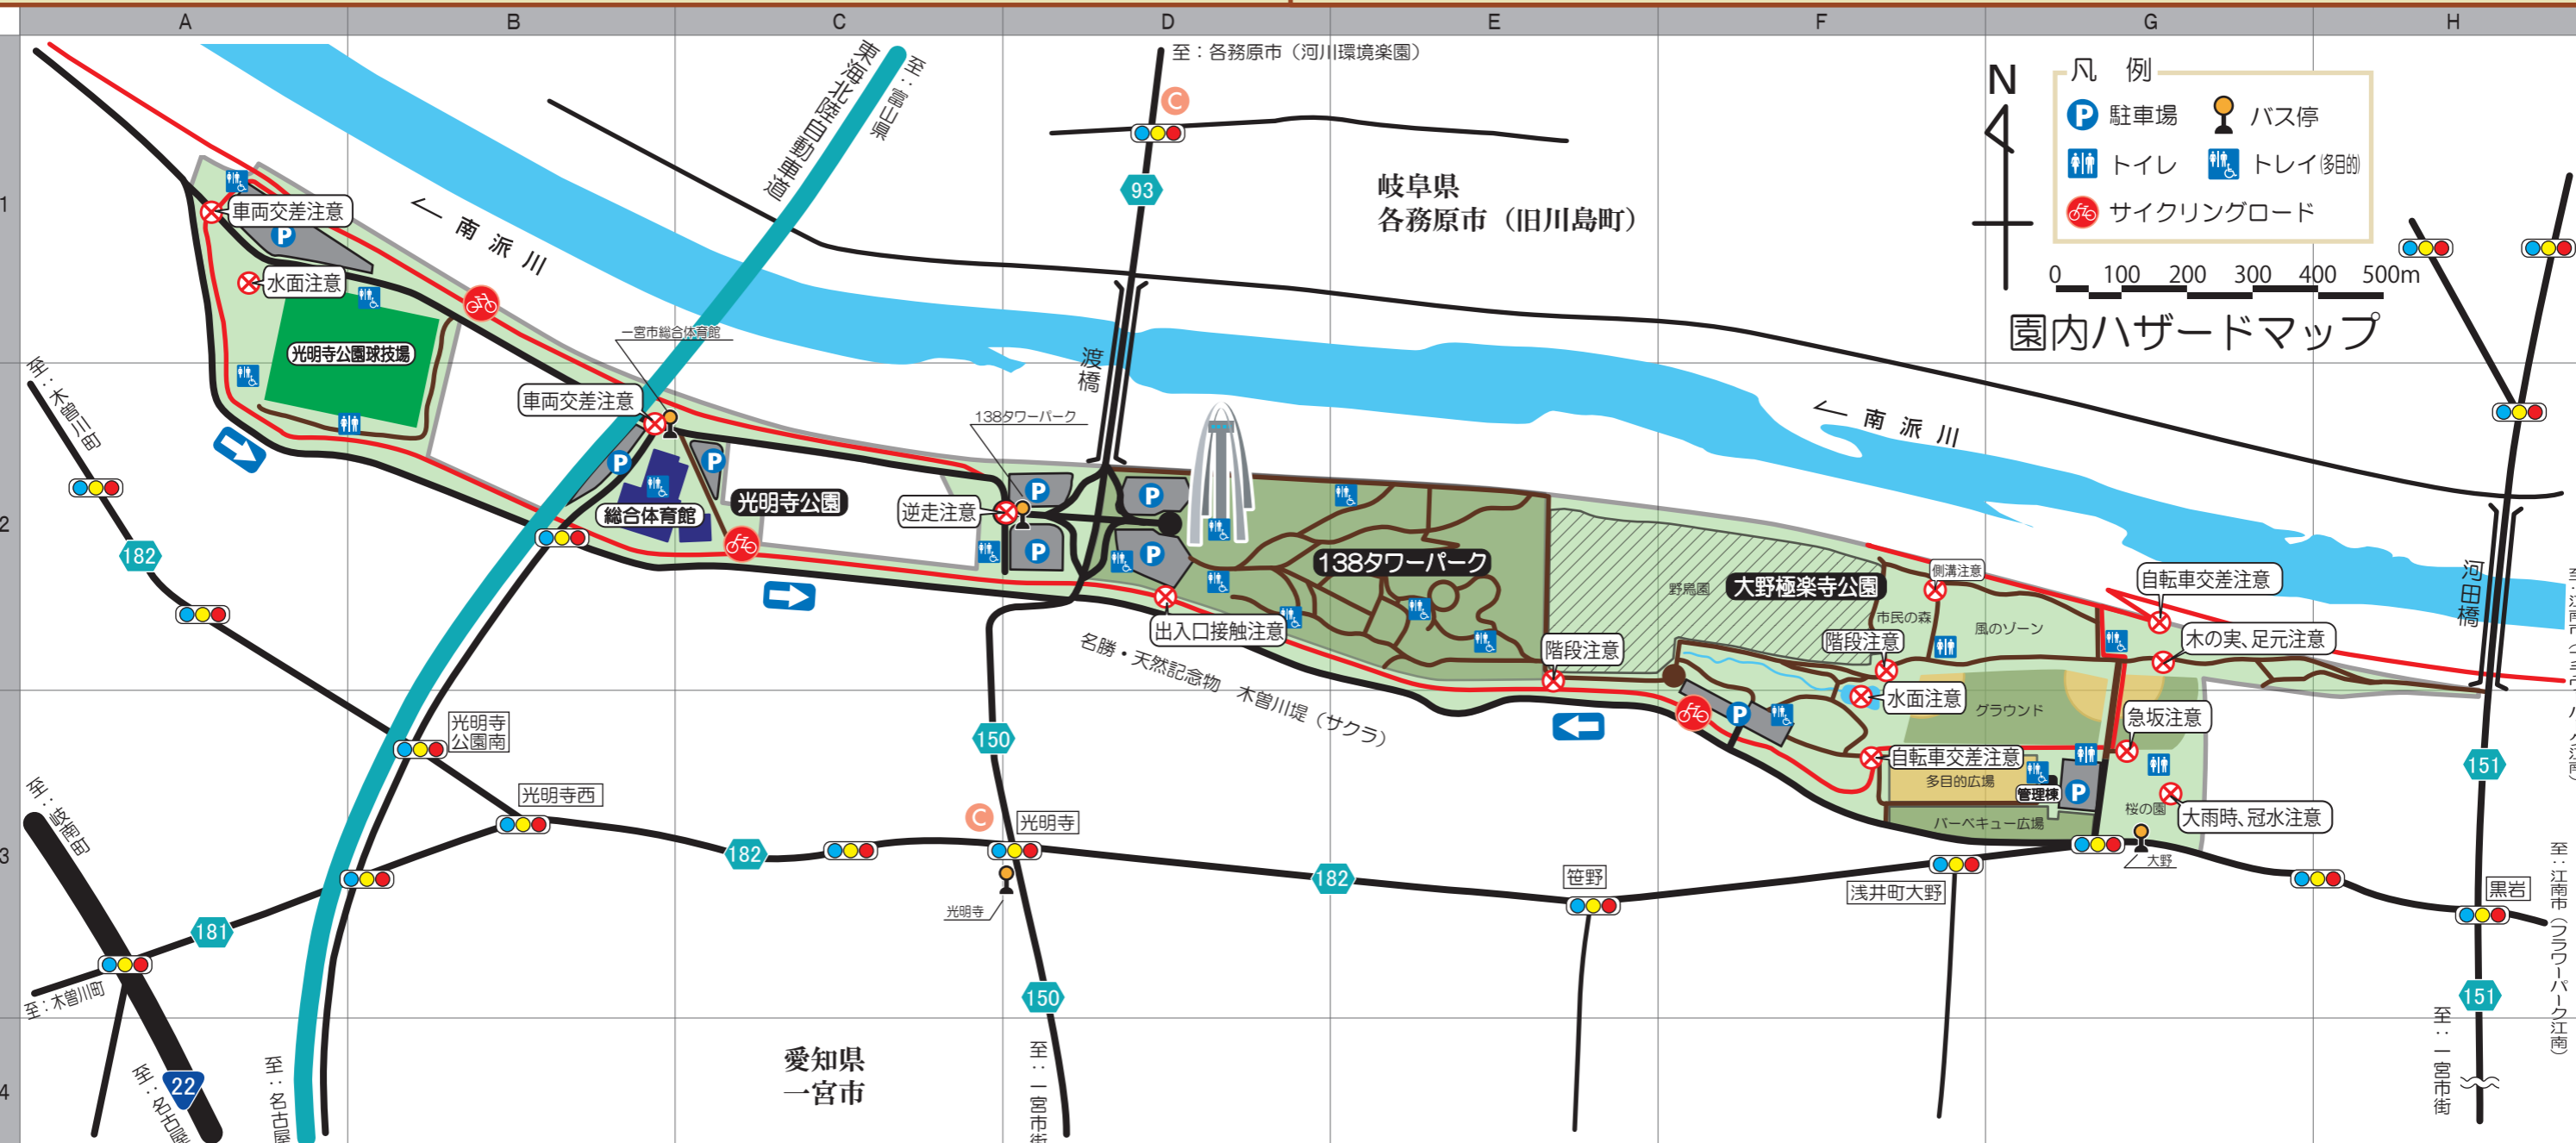 A B C D E F G H
1
2
3
4
至：各務原市（河川環境楽園）
東海北陸自動車道
至：富山県
C
93
岐阜県
各務原市（旧川島町）
N
凡 例
P 駐車場
バス停
トイレ
トレイ(多目的)
サイクリングロード
0 100 200 300 400 500m
園内ハザードマップ
南派川
車両交差注意
P
水面注意
光明寺公園球技場
一宮市総合体育館
車両交差注意
P
P
総合体育館
光明寺公園
138タワーパーク
渡橋
逆走注意
P
P
P
P
出入口接触注意
138タワーパーク
南派川
野鳥園
大野極楽寺公園
側溝注意
市民の森
風のゾーン
階段注意
階段注意
水面注意
グラウンド
自転車交差注意
木の実、足元注意
急坂注意
自転車交差注意
多目的広場
管理棟
P
P
バーベキュー広場
桜の園
大雨時、冠水注意
大野
河田橋
名勝・天然記念物 木曽川堤（サクラ）
至：木曽川町
182
光明寺公園南
光明寺西
182
C
光明寺
光明寺
150
150
182
笹野
浅井町大野
黒岩
151
151
至：岐南町
181
至：木曽川町
22
至：名古屋
至：名古屋
愛知県
一宮市
至：一宮市街
至：一宮市街
至：江南市（フラワーパーク江南）